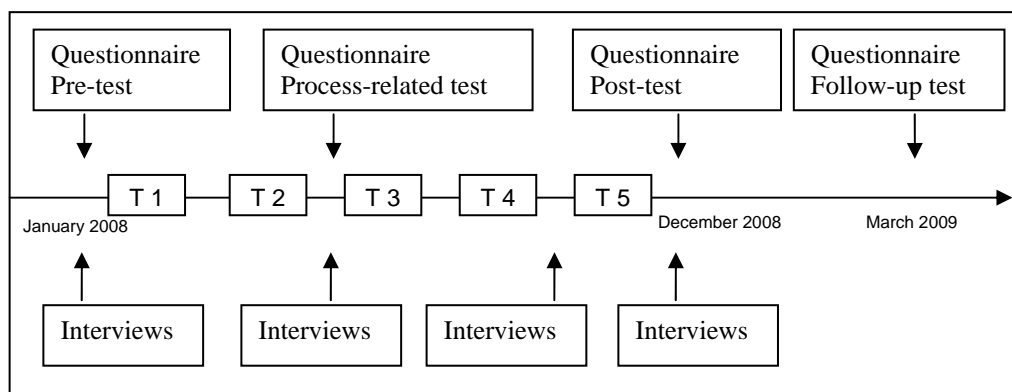 Questionnaire
Pre-test
Questionnaire
Process-related test
Questionnaire
Post-test
Questionnaire
Follow-up test
T 1
T 2
T 3
T 4
T 5
January 2008
December 2008
March 2009
Interviews
Interviews
Interviews
Interviews